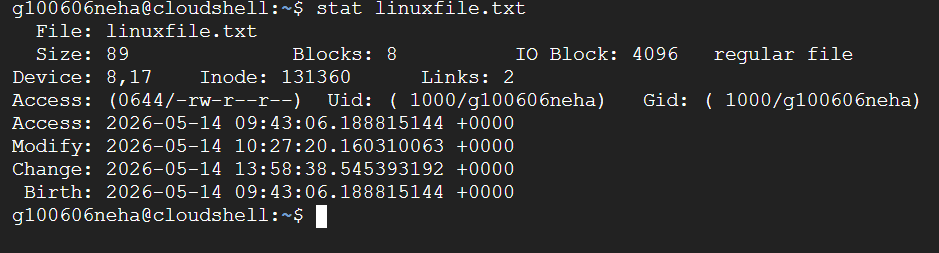 g100606neha@cloudshell:~$ stat linuxfile.txt
  File: linuxfile.txt
  Size: 89              Blocks: 8          IO Block: 4096   regular file
Device: 8,17    Inode: 131360      Links: 2
Access: (0644/-rw-r--r--)  Uid: ( 1000/g100606neha)   Gid: ( 1000/g100606neha)
Access: 2026-05-14 09:43:06.188815144 +0000
Modify: 2026-05-14 10:27:20.160310063 +0000
Change: 2026-05-14 13:58:38.545393192 +0000
 Birth: 2026-05-14 09:43:06.188815144 +0000
g100606neha@cloudshell:~$